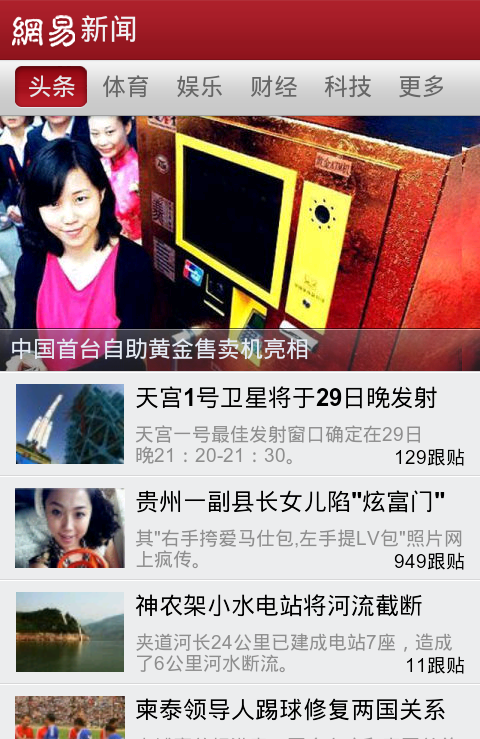 網易新闻
头条 体育 娱乐 财经 科技 更多
黄金ATM机
中国首台自助黄金售卖机亮相
天宫1号卫星将于29日晚发射
天宫一号最佳发射窗口确定在29日
晚21：20-21：30。
129跟贴
贵州一副县长女儿陷"炫富门"
其"右手挎爱马仕包,左手提LV包"照片网
上疯传。
949跟贴
神农架小水电站将河流截断
夹道河长24公里已建成电站7座，造成
了6公里河水断流。
11跟贴
柬泰领导人踢球修复两国关系